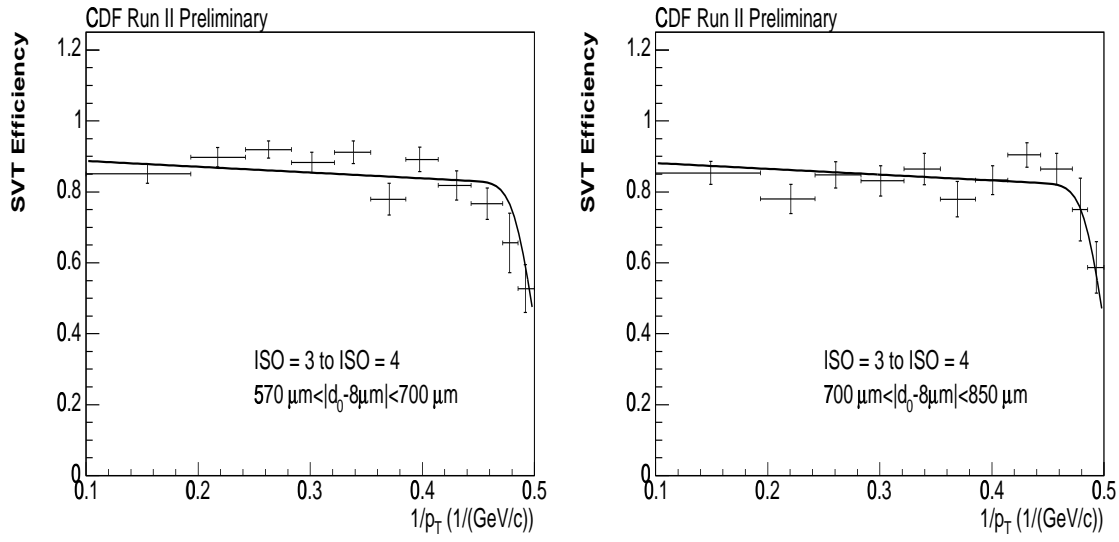 CDF Run II Preliminary
SVT Efficiency
1.2
1
0.8
0.6
0.4
0.2
0
ISO = 3 to ISO = 4
570 μm<|d0-8μm|<700 μm
0.1 0.2 0.3 0.4 0.5
1/pT (1/(GeV/c))
CDF Run II Preliminary
SVT Efficiency
1.2
1
0.8
0.6
0.4
0.2
0
ISO = 3 to ISO = 4
700 μm<|d0-8μm|<850 μm
0.1 0.2 0.3 0.4 0.5
1/pT (1/(GeV/c))